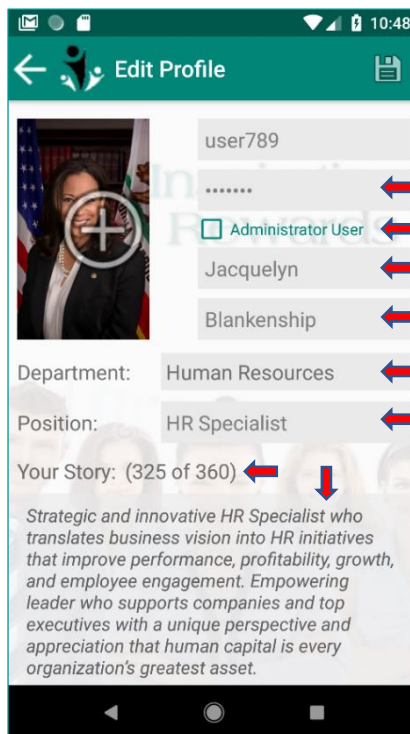 10:48
Edit Profile
user789
•••••••
Administrator User
Jacquelyn
Blankenship
Department: Human Resources
Position: HR Specialist
Your Story: (325 of 360)
Strategic and innovative HR Specialist who
translates business vision into HR initiatives
that improve performance, profitability, growth,
and employee engagement. Empowering
leader who supports companies and top
executives with a unique perspective and
appreciation that human capital is every
organization's greatest asset.